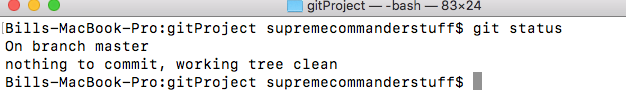 gitProject — -bash — 83×24
[Bills-MacBook-Pro:gitProject supremecommanderstuff$ git status
On branch master
nothing to commit, working tree clean
Bills-MacBook-Pro:gitProject supremecommanderstuff$